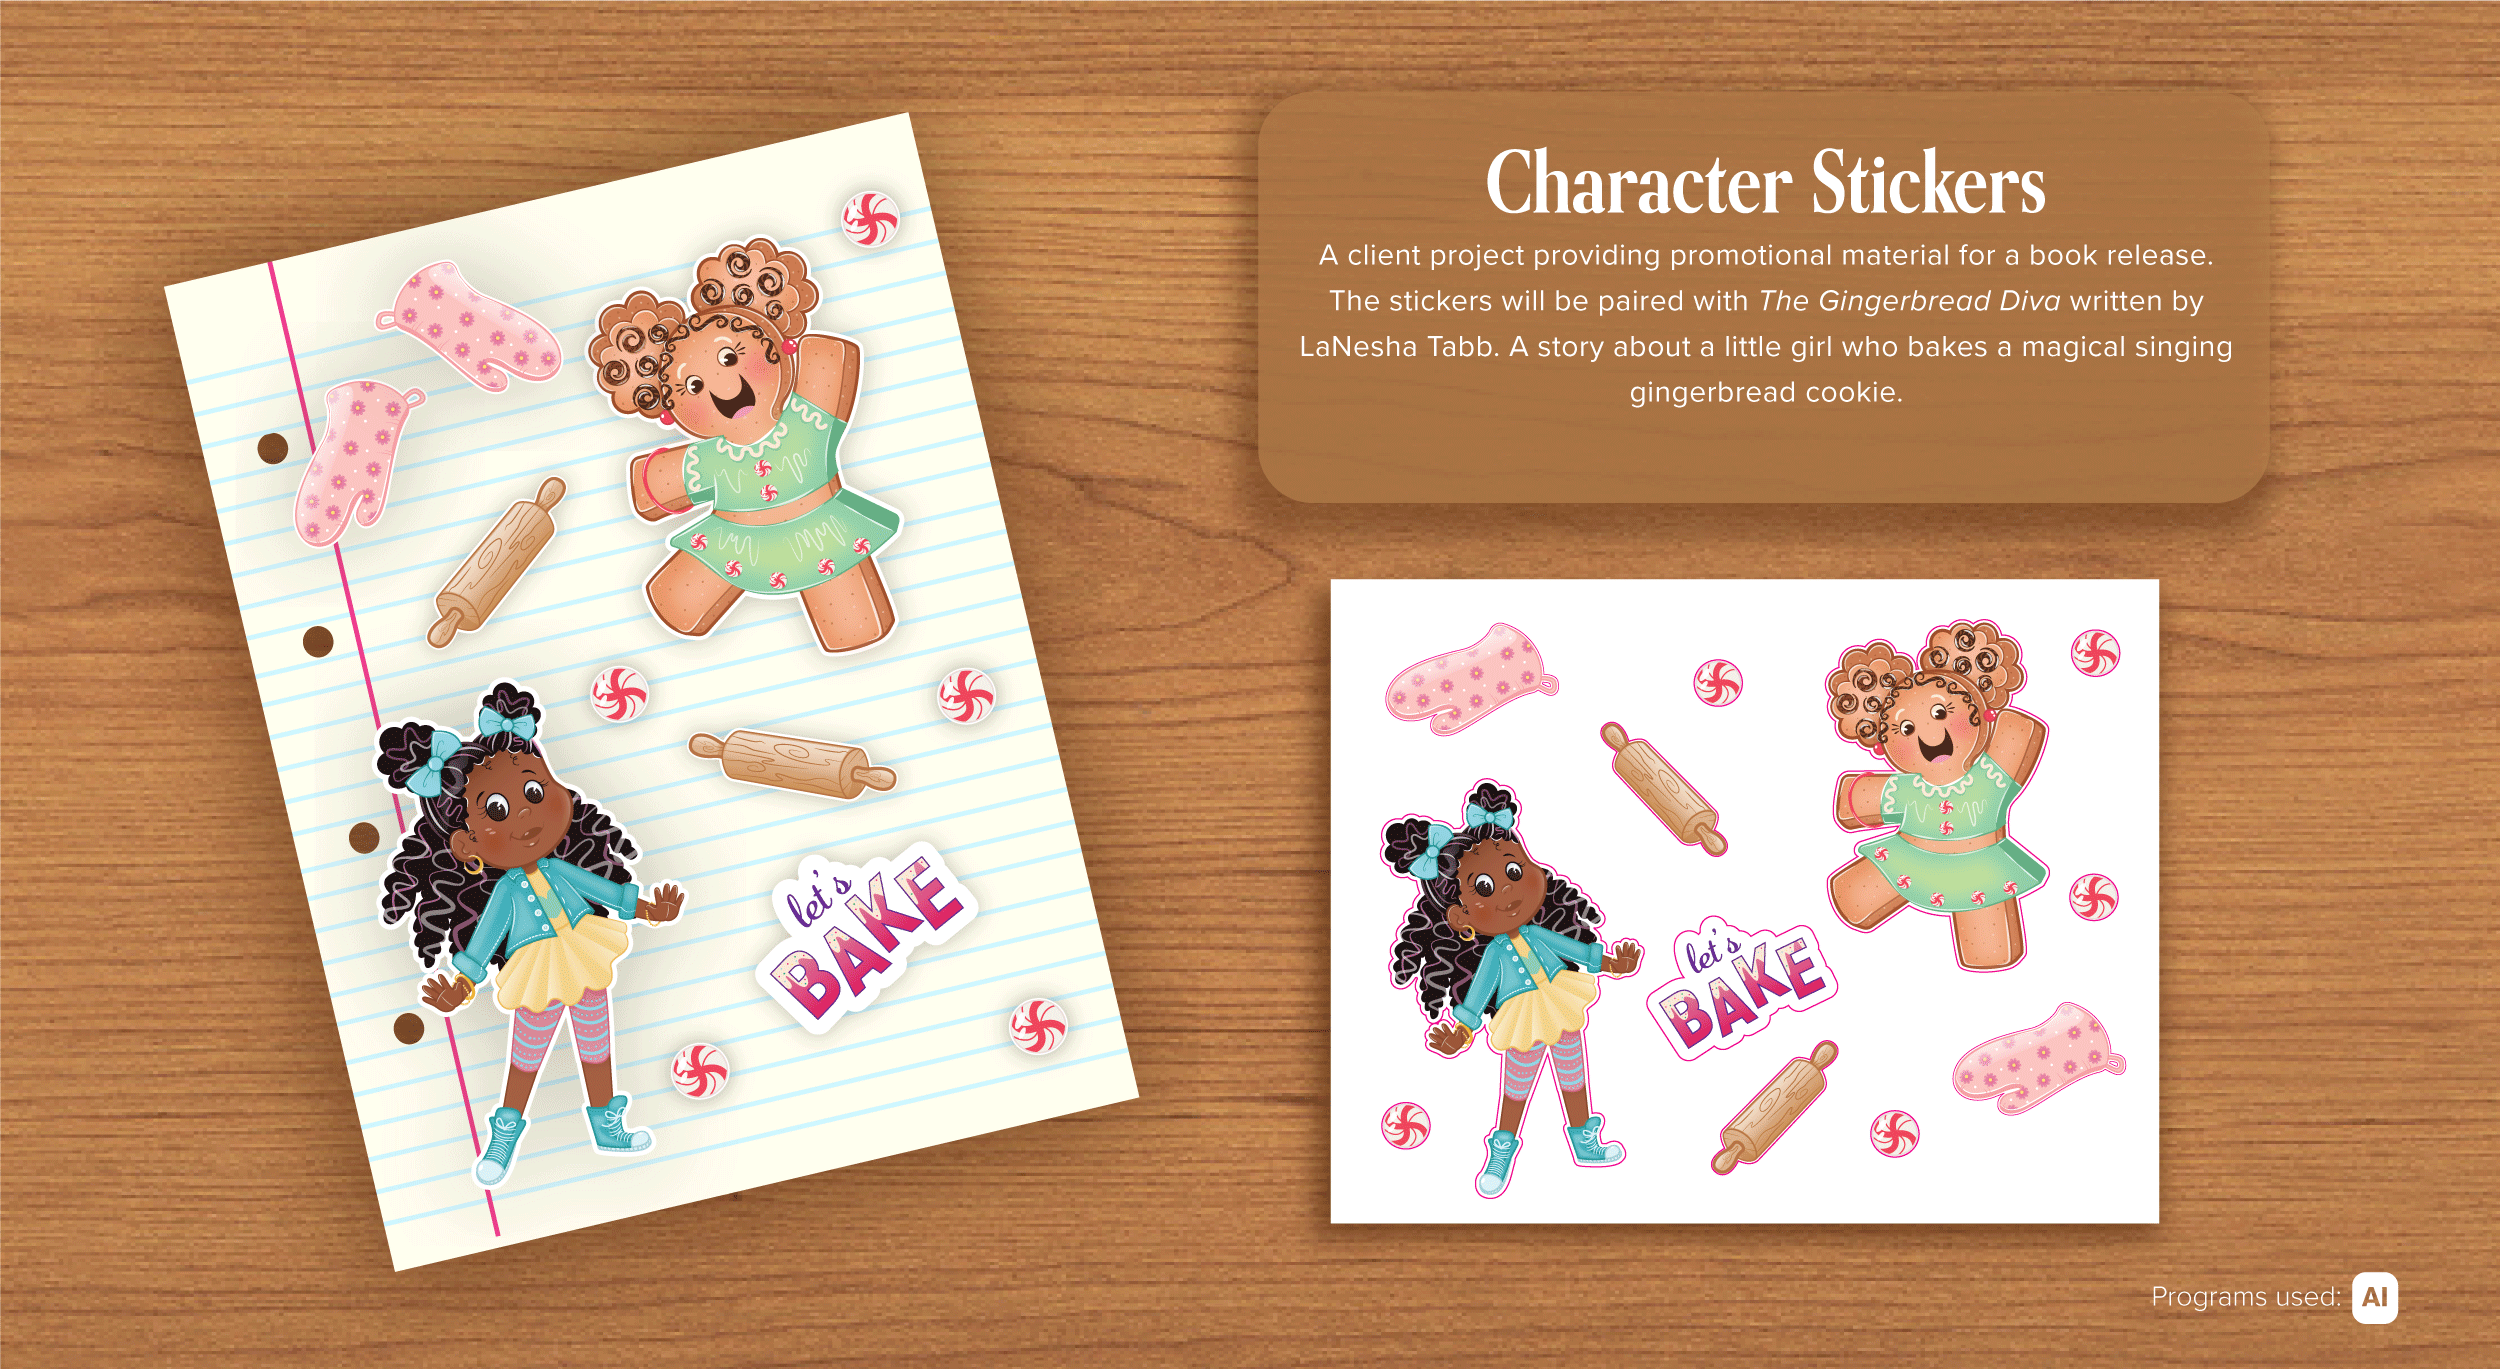 Character Stickers
A client project providing promotional material for a book release.
The stickers will be paired with The Gingerbread Diva written by
LaNesha Tabb. A story about a little girl who bakes a magical singing
gingerbread cookie.
let's
BAKE
let's
BAKE
Programs used: AI